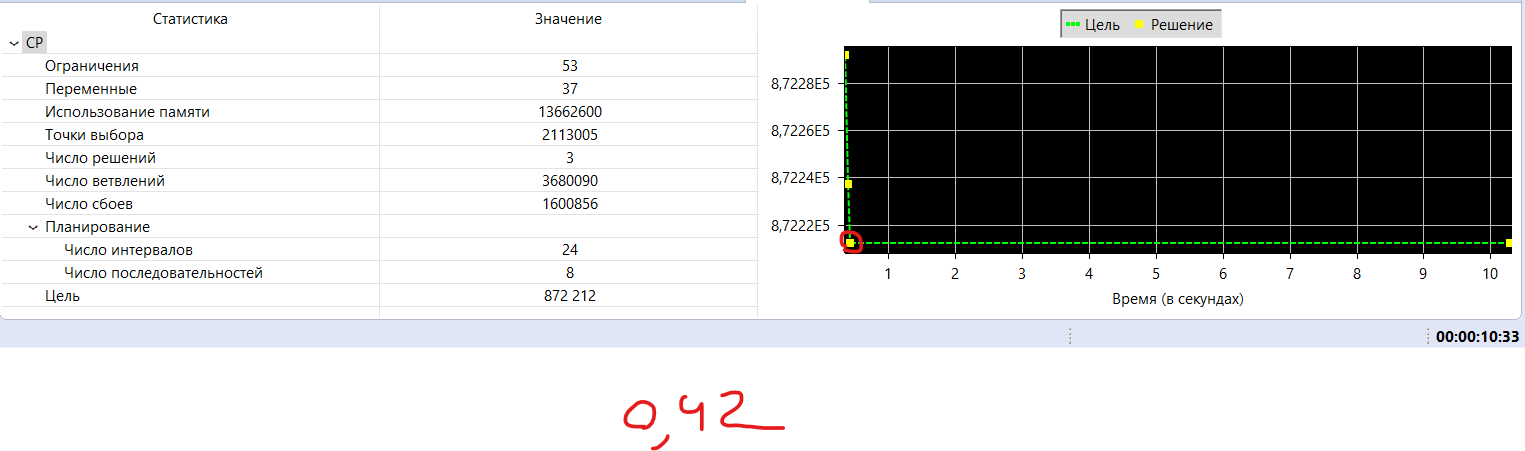 Статистика Значение
CP
Ограничения 53
Переменные 37
Использование памяти 13662600
Точки выбора 2113005
Число решений 3
Число ветвлений 3680090
Число сбоев 1600856
Планирование
Число интервалов 24
Число последовательностей 8
Цель 872 212
Цель Решение
8,7228E5
8,7226E5
8,7224E5
8,7222E5
1 2 3 4 5 6 7 8 9 10
Время (в секундах)
00:00:10:33
0,42